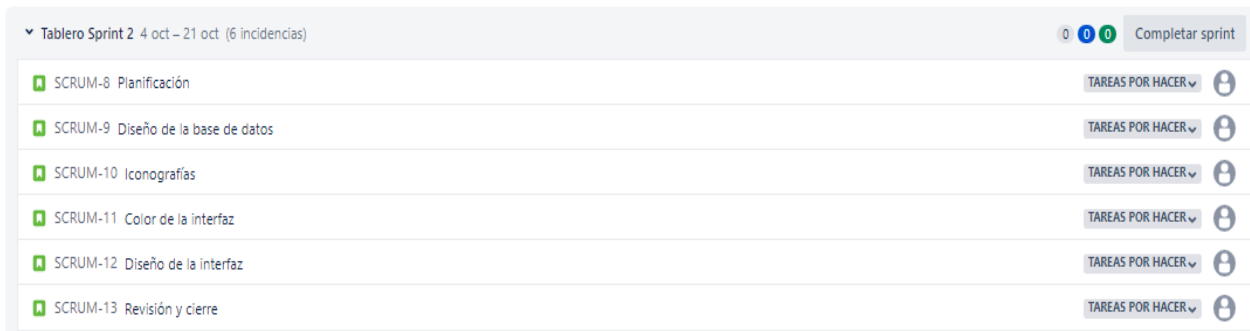 Tablero Sprint 2 4 oct – 21 oct (6 incidencias) 0 0 0 Completar sprint
SCRUM-8 Planificación TAREAS POR HACER
SCRUM-9 Diseño de la base de datos TAREAS POR HACER
SCRUM-10 Iconografías TAREAS POR HACER
SCRUM-11 Color de la interfaz TAREAS POR HACER
SCRUM-12 Diseño de la interfaz TAREAS POR HACER
SCRUM-13 Revisión y cierre TAREAS POR HACER